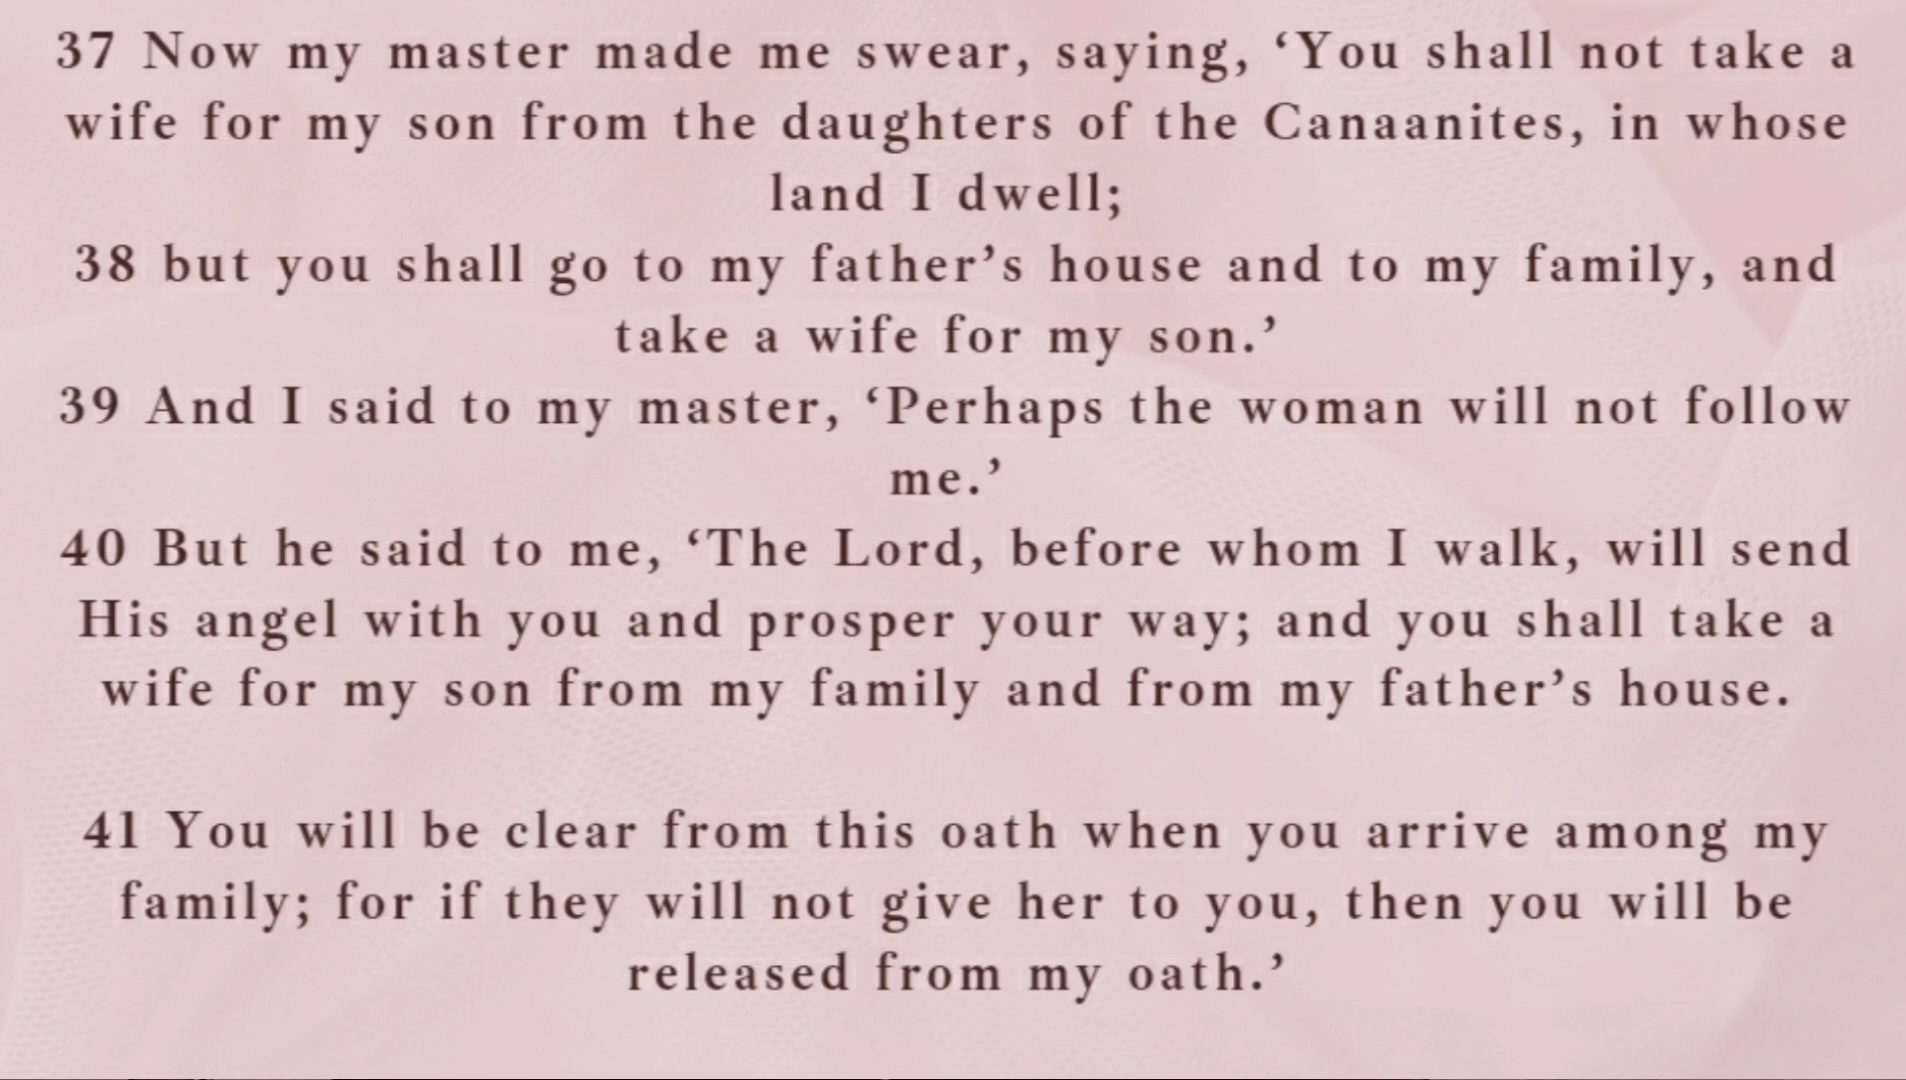 37 Now my master made me swear, saying, ‘You shall not take a
wife for my son from the daughters of the Canaanites, in whose
land I dwell;
38 but you shall go to my father’s house and to my family, and
take a wife for my son.’
39 And I said to my master, ‘Perhaps the woman will not follow
me.’
40 But he said to me, ‘The Lord, before whom I walk, will send
His angel with you and prosper your way; and you shall take a
wife for my son from my family and from my father’s house.
41 You will be clear from this oath when you arrive among my
family; for if they will not give her to you, then you will be
released from my oath.’